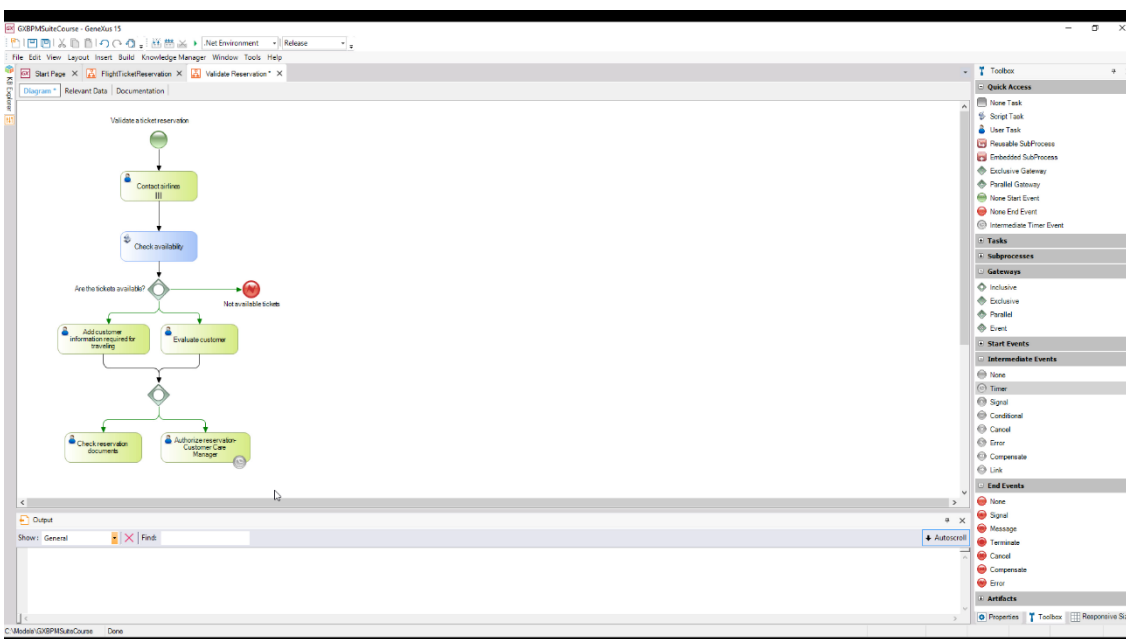 GXBPMSuiteCourse - GeneXus 15
.Net Environment Release
File Edit View Layout Insert Build Knowledge Manager Window Tools Help
KB Explorer
Start Page FlightTicketReservation Validate Reservation *
Diagram * Relevant Data Documentation
Validate a ticket reservation
Contact airlines
Check availability
Are the tickets available?
Not available tickets
Add customer
information required for
traveling
Evaluate customer
Check reservation
documents
Authorize reservation-
Customer Care
Manager
Output
Show: General Find: Autoscroll
C:\Models\GXBPMSuiteCourse Done
Toolbox
Quick Access
None Task
Script Task
User Task
Reusable SubProcess
Embedded SubProcess
Exclusive Gateway
Parallel Gateway
None Start Event
None End Event
Intermediate Timer Event
Tasks
Subprocesses
Gateways
Inclusive
Exclusive
Parallel
Event
Start Events
Intermediate Events
None
Timer
Signal
Conditional
Cancel
Error
Compensate
Link
End Events
None
Signal
Message
Terminate
Cancel
Compensate
Error
Artifacts
Properties Toolbox Responsive Si